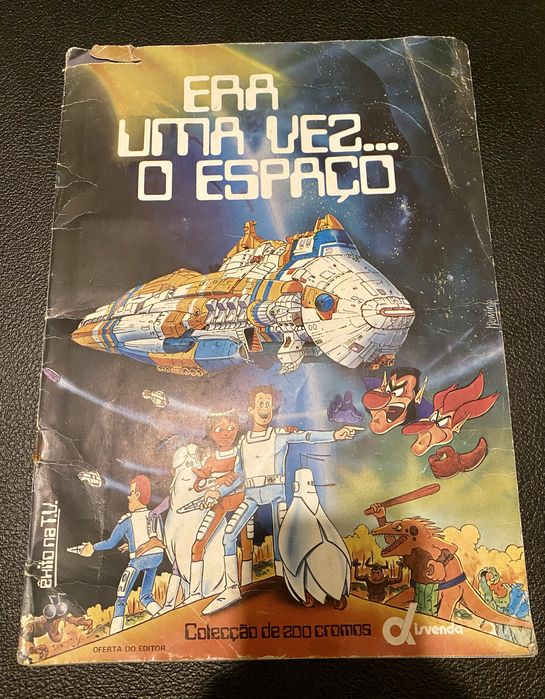 ERA
UMA VEZ...
O ESPAÇO
êxito na T.V.
Colecção de 200 cromos
disvenda
OFERTA DO EDITOR